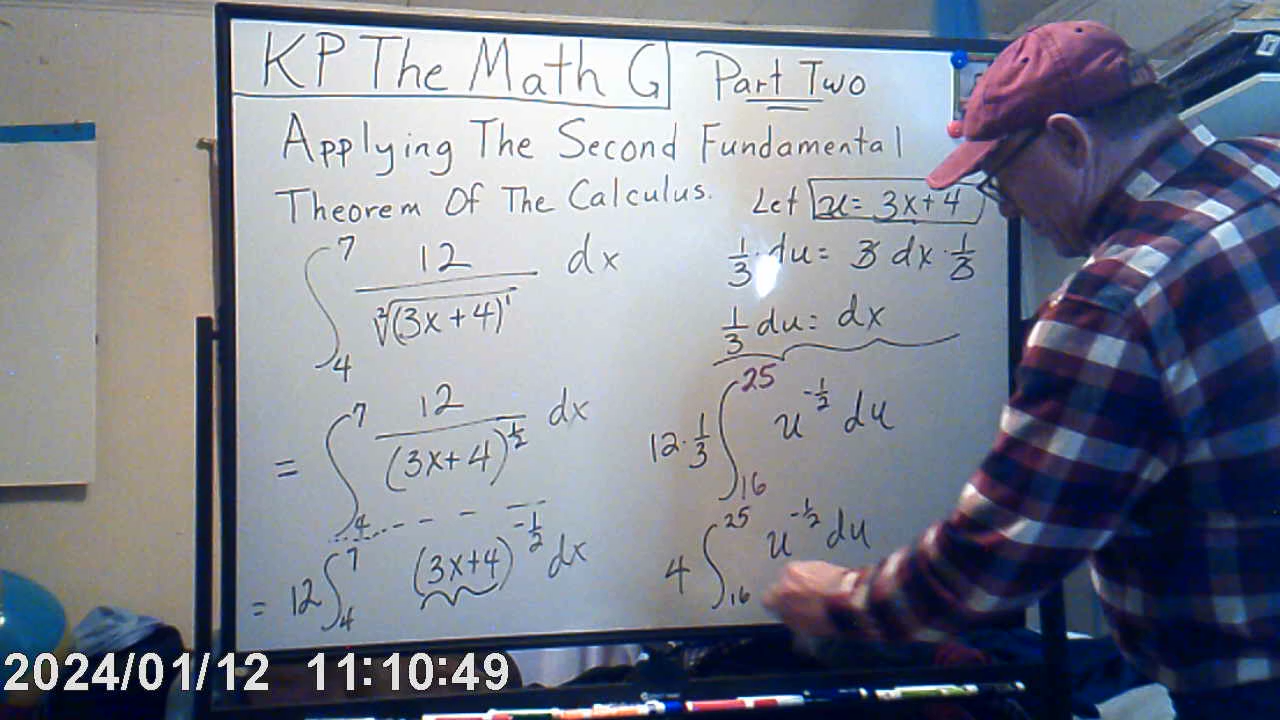 KP The Math G Part Two
Applying The Second Fundamental
Theorem Of The Calculus.
Let u = 3x+4
∫₄⁷ 12/∛((3x+4)¹) dx
1/3 · du = 3 dx · 1/3
1/3 du = dx
= ∫₄⁷ 12/(3x+4)^(1/2) dx
12 · 1/3 ∫₁₆²⁵ u^(-1/2) du
= 12 ∫₄⁷ (3x+4)^(-1/2) dx
4 ∫₁₆²⁵ u^(-1/2) du
2024/01/12 11:10:49